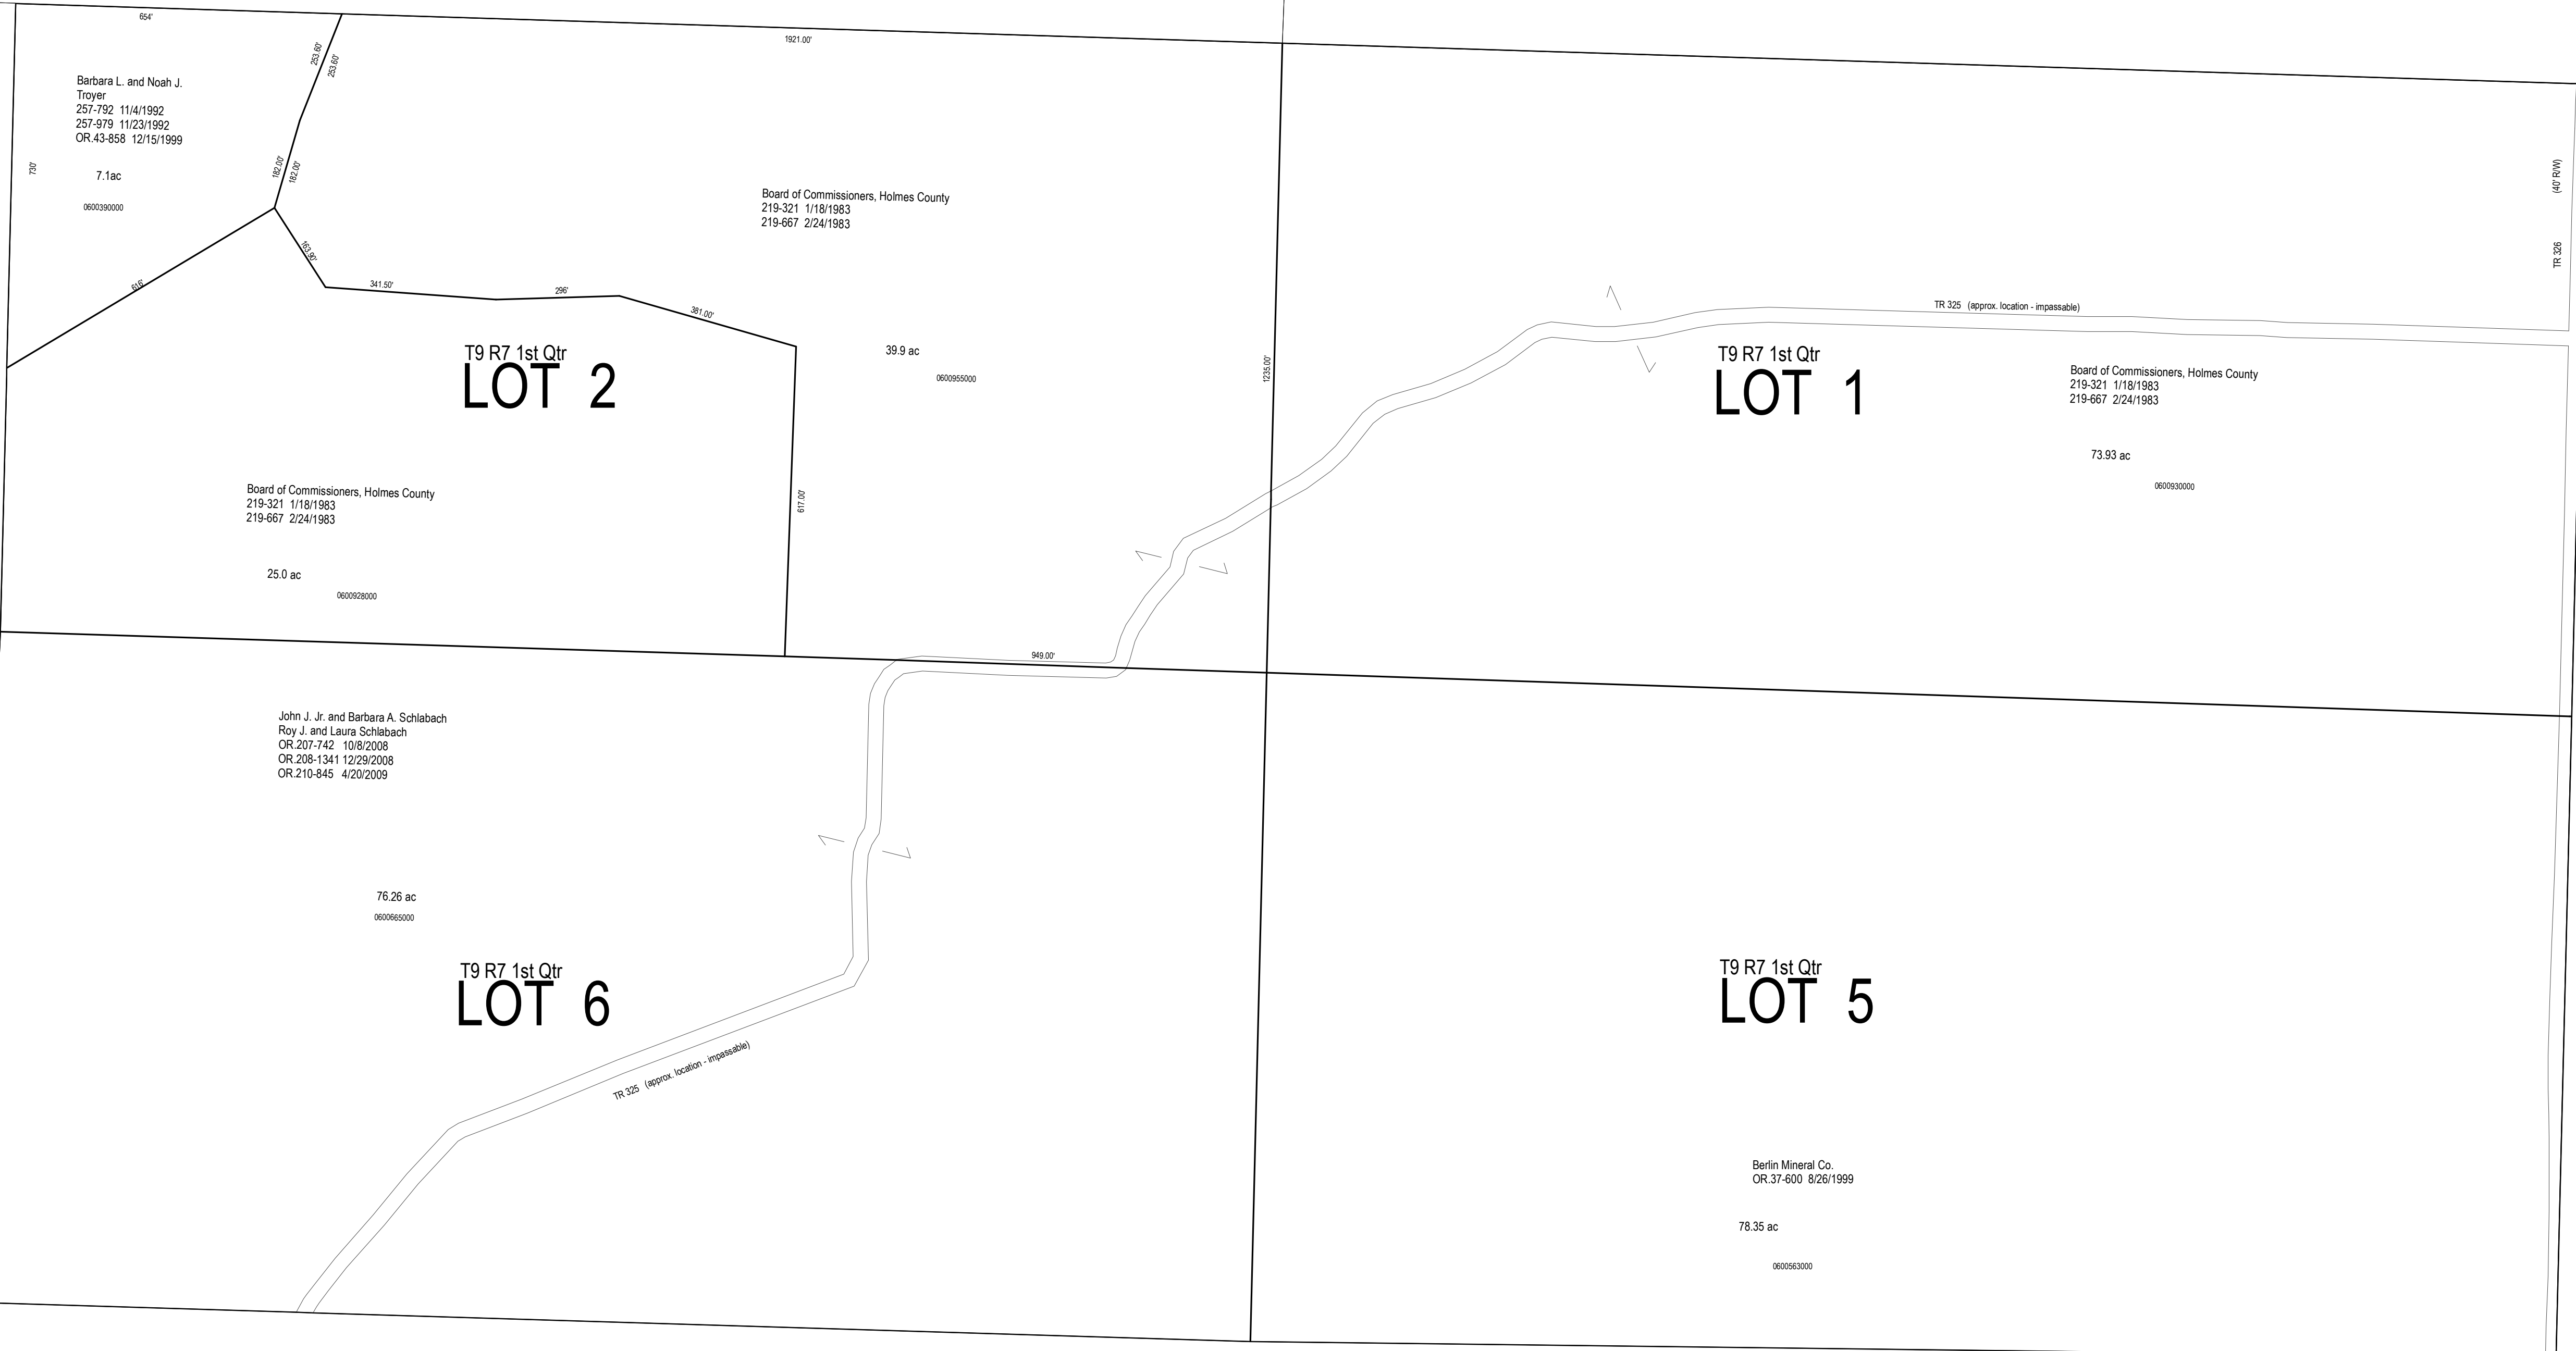 654'
1921.00'
253.60'
253.60'
Barbara L. and Noah J.
Troyer
257-792 11/4/1992
257-979 11/23/1992
OR.43-858 12/15/1999
730'
7.1ac
0600390000
182.00'
182.00'
616'
163.90'
341.50'
296'
381.00'
Board of Commissioners, Holmes County
219-321 1/18/1983
219-667 2/24/1983
39.9 ac
0600955000
1235.00'
617.00'
T9 R7 1st Qtr
LOT 2
Board of Commissioners, Holmes County
219-321 1/18/1983
219-667 2/24/1983
25.0 ac
0600928000
949.00'
(40' R/W)
TR 326
TR 325 (approx. location - impassable)
T9 R7 1st Qtr
LOT 1
Board of Commissioners, Holmes County
219-321 1/18/1983
219-667 2/24/1983
73.93 ac
0600930000
John J. Jr. and Barbara A. Schlabach
Roy J. and Laura Schlabach
OR.207-742 10/8/2008
OR.208-1341 12/29/2008
OR.210-845 4/20/2009
76.26 ac
0600665000
T9 R7 1st Qtr
LOT 6
TR 325 (approx. location - impassable)
T9 R7 1st Qtr
LOT 5
Berlin Mineral Co.
OR.37-600 8/26/1999
78.35 ac
0600563000